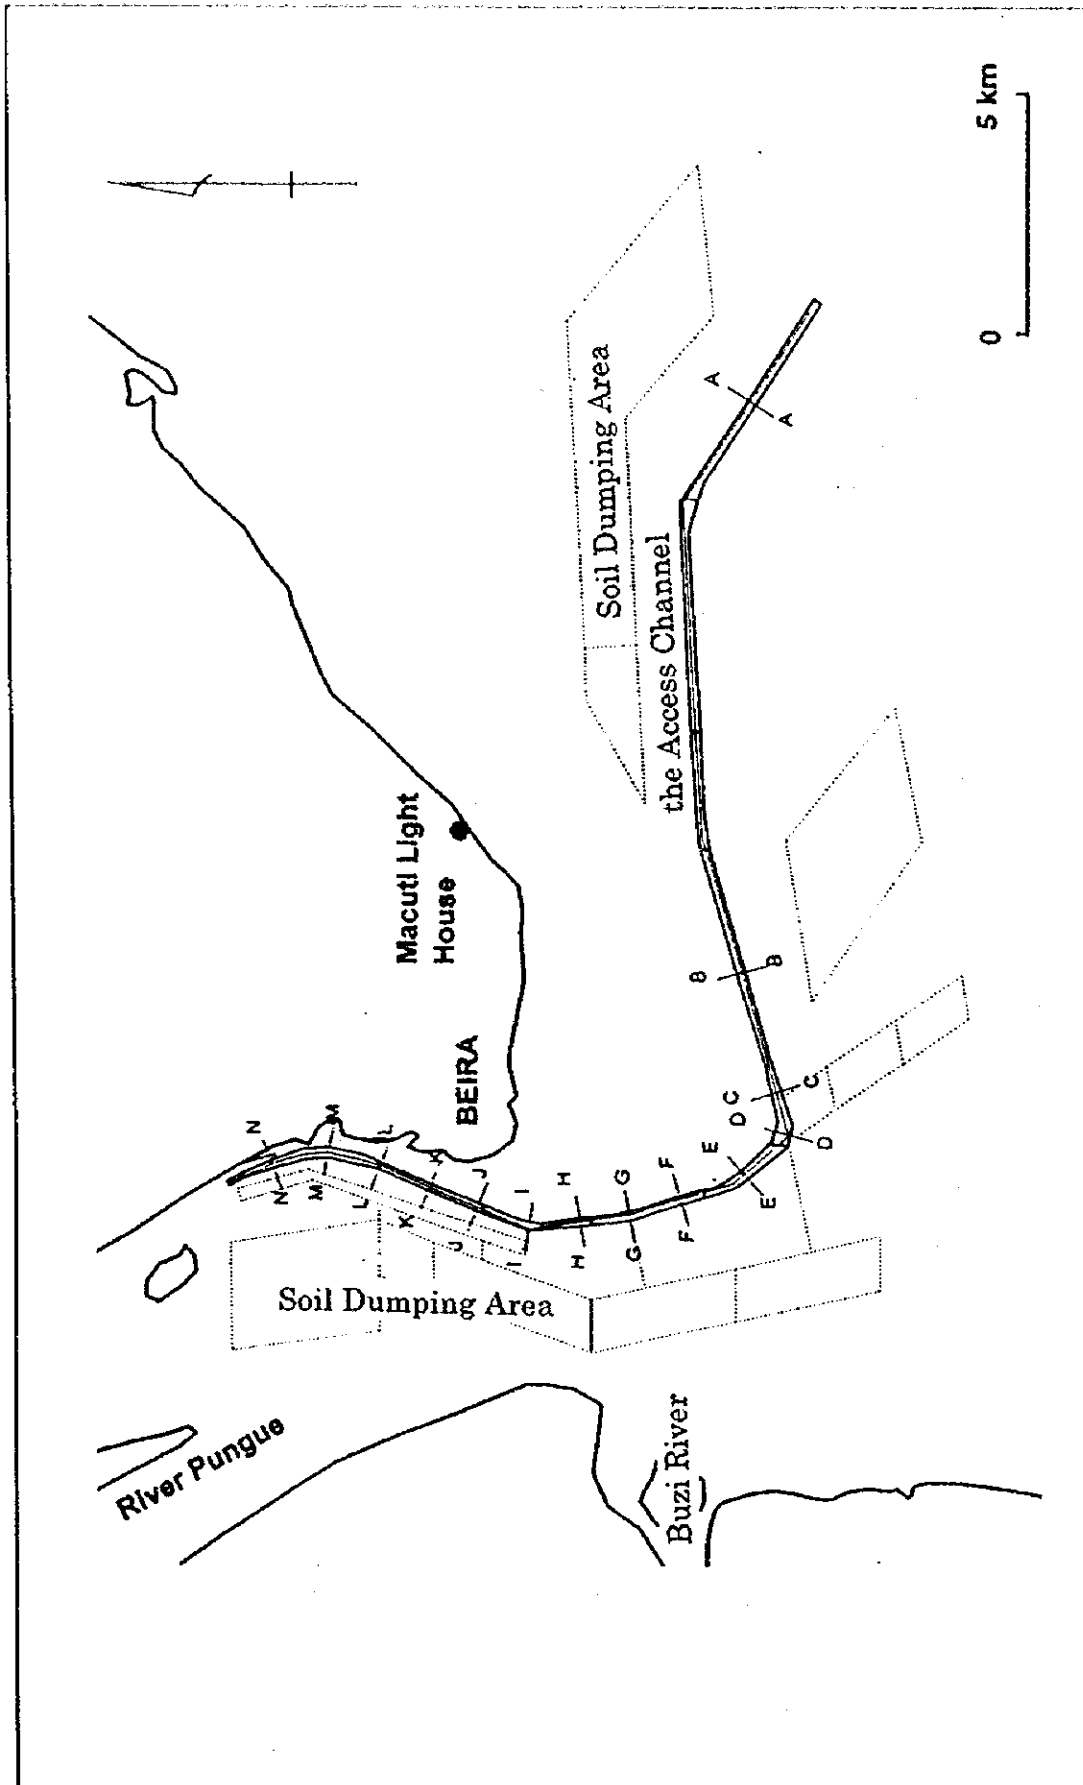 N
N
M
M
L
L
K
K
J
J
I
I
H
H
G
G
F
F
E
E
D
D
C
C
B
B
A
A
River Pungue
Buzi River
Soil Dumping Area
BEIRA
Macuti Light
House
the Access Channel
Soil Dumping Area
0
5 km